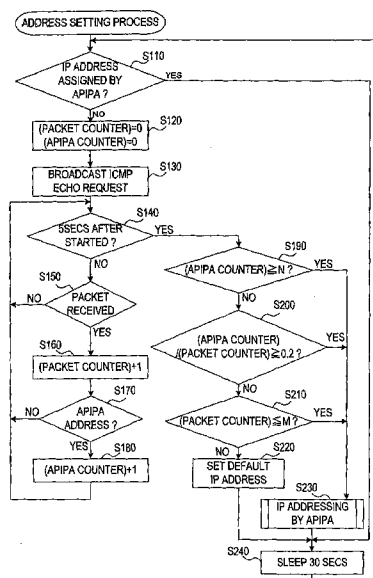 ADDRESS SETTING PROCESS
S110
IP ADDRESS
ASSIGNED BY
APIPA ?
YES
NO
S120
(PACKET COUNTER)=0
(APIPA COUNTER)=0
S130
BROADCAST ICMP
ECHO REQUEST
S140
5SECS AFTER
STARTED ?
YES
NO
S150
PACKET
RECEIVED
NO
YES
S160
(PACKET COUNTER)+1
S170
APIPA
ADDRESS ?
NO
YES
S180
(APIPA COUNTER)+1
S190
(APIPA COUNTER)≧N ?
YES
NO
S200
(APIPA COUNTER)
/(PACKET COUNTER)≧0.2 ?
YES
NO
S210
(PACKET COUNTER)≦M ?
YES
NO
S220
SET DEFAULT
IP ADDRESS
S230
IP ADDRESSING
BY APIPA
S240
SLEEP 30 SECS